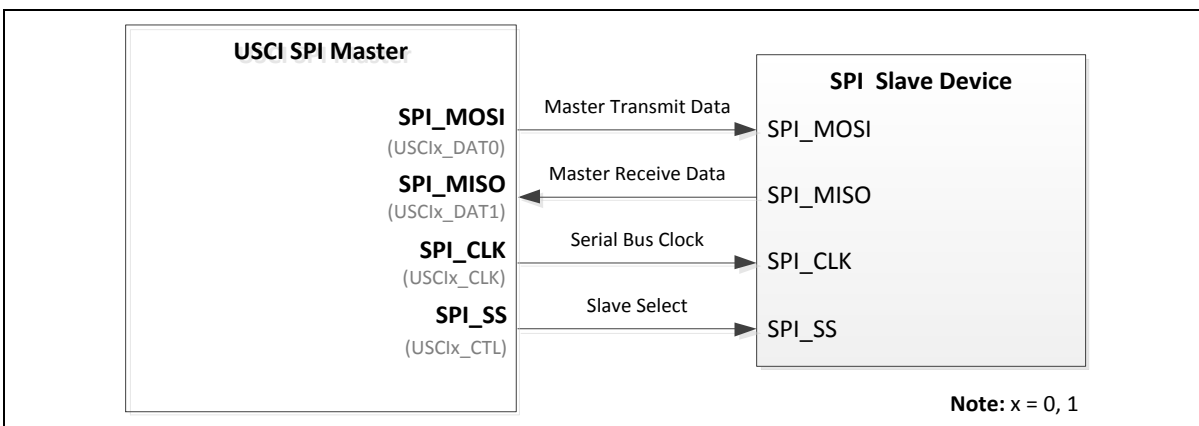 USCI SPI Master
SPI_MOSI
(USCIx_DAT0)
SPI_MISO
(USCIx_DAT1)
SPI_CLK
(USCIx_CLK)
SPI_SS
(USCIx_CTL)
Master Transmit Data
Master Receive Data
Serial Bus Clock
Slave Select
SPI Slave Device
SPI_MOSI
SPI_MISO
SPI_CLK
SPI_SS
Note: x = 0, 1